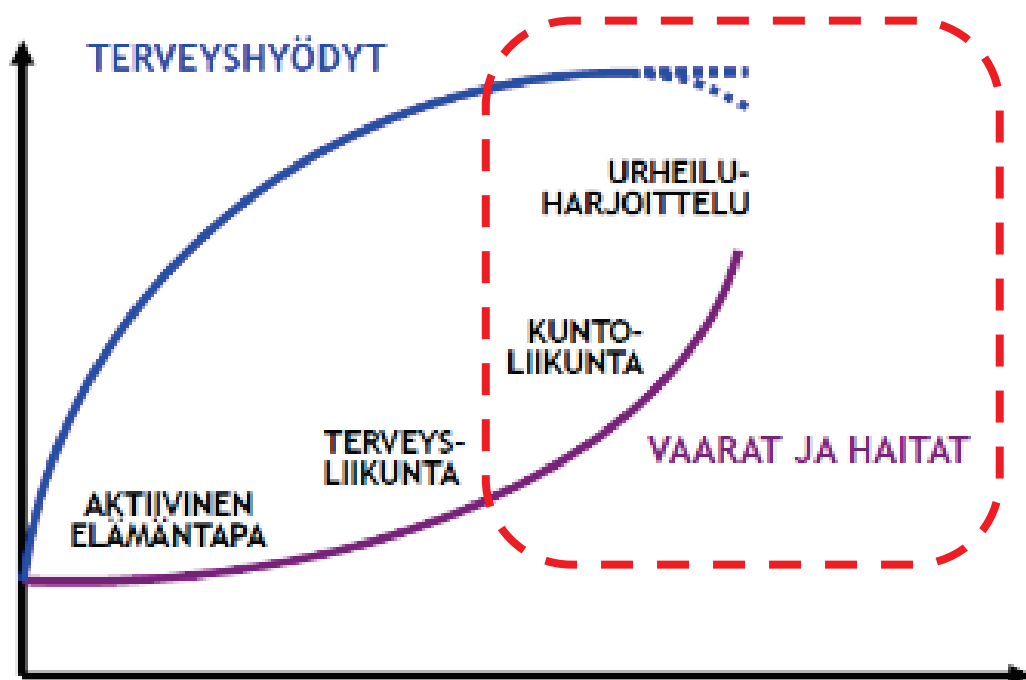 TERVEYSHYÖDYT
URHEILU-
HARJOITTELU
KUNTO-
LIIKUNTA
TERVEYS-
LIIKUNTA
VAARAT JA HAITAT
AKTIIVINEN
ELÄMÄNTAPA